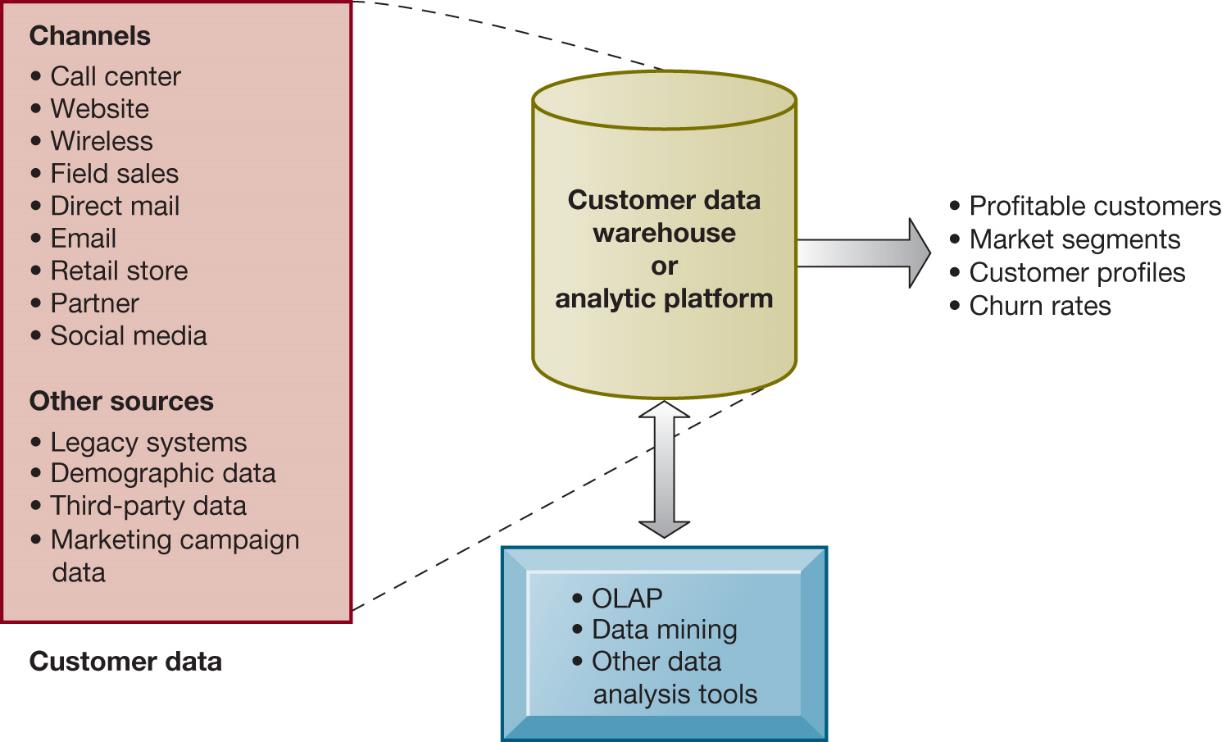 Channels
• Call center
• Website
• Wireless
• Field sales
• Direct mail
• Email
• Retail store
• Partner
• Social media
Other sources
• Legacy systems
• Demographic data
• Third-party data
• Marketing campaign
data
Customer data
Customer data
warehouse
or
analytic platform
• OLAP
• Data mining
• Other data
analysis tools
• Profitable customers
• Market segments
• Customer profiles
• Churn rates